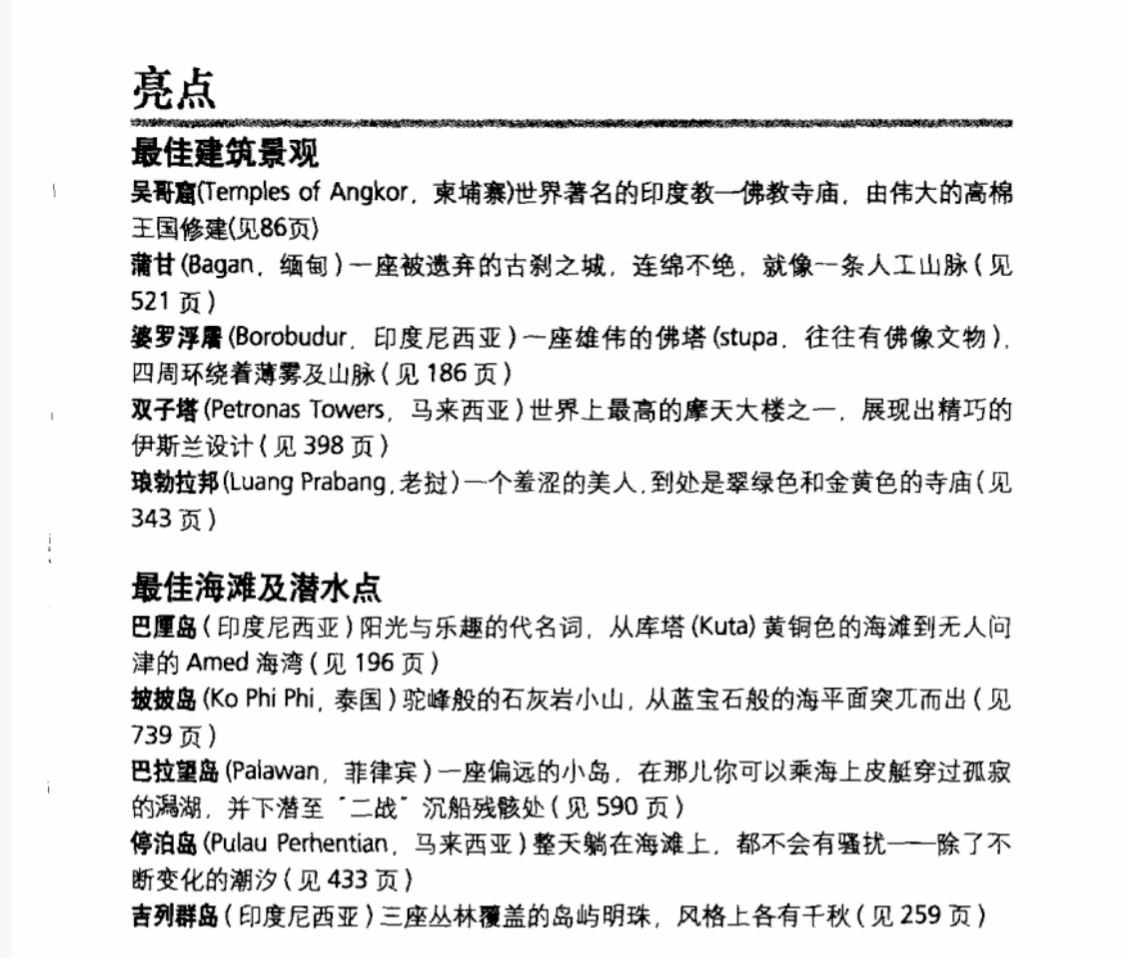 亮点
最佳建筑景观
吴哥窟(Temples of Angkor，柬埔寨)世界著名的印度教—佛教寺庙，由伟大的高棉
王国修建(见86页)
蒲甘(Bagan，缅甸)一座被遗弃的古刹之城，连绵不绝，就像一条人工山脉(见
521页)
婆罗浮屠(Borobudur，印度尼西亚)一座雄伟的佛塔(stupa，往往有佛像文物)，
四周环绕着薄雾及山脉(见186页)
双子塔(Petronas Towers，马来西亚)世界上最高的摩天大楼之一，展现出精巧的
伊斯兰设计(见398页)
琅勃拉邦(Luang Prabang,老挝)一个羞涩的美人,到处是翠绿色和金黄色的寺庙(见
343页)
最佳海滩及潜水点
巴厘岛(印度尼西亚)阳光与乐趣的代名词，从库塔(Kuta)黄铜色的海滩到无人问
津的Amed海湾(见196页)
披披岛(Ko Phi Phi，泰国)驼峰般的石灰岩小山，从蓝宝石般的海平面突兀而出(见
739页)
巴拉望岛(Palawan，菲律宾)一座偏远的小岛，在那儿你可以乘海上皮艇穿过孤寂
的潟湖，并下潜至“二战”沉船残骸处(见590页)
停泊岛(Pulau Perhentian，马来西亚)整天躺在海滩上，都不会有骚扰——除了不
断变化的潮汐(见433页)
吉列群岛(印度尼西亚)三座丛林覆盖的岛屿明珠，风格上各有千秋(见259页)